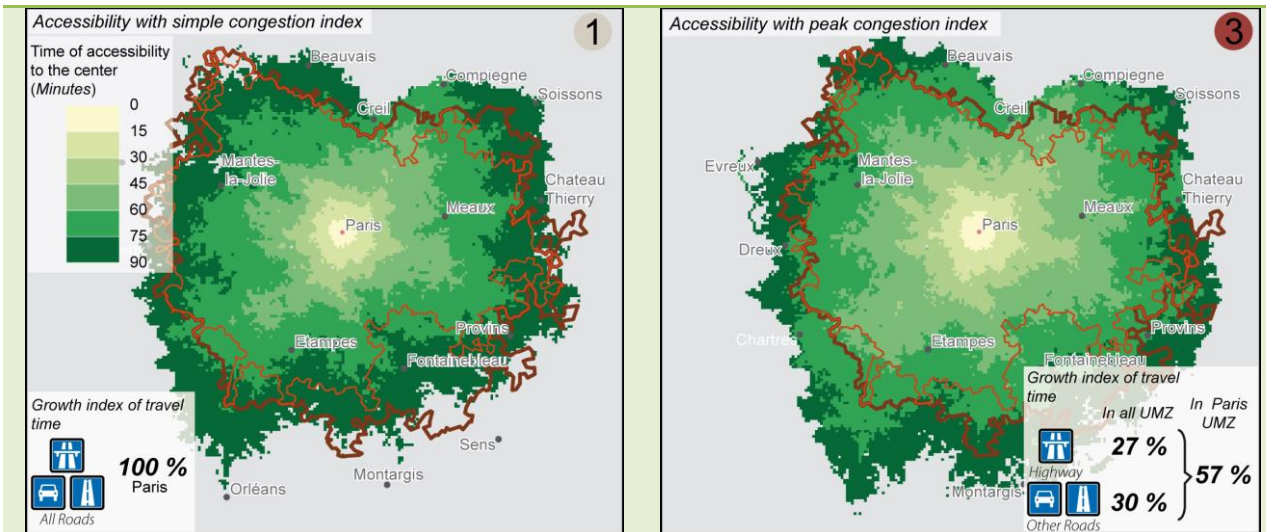 Accessibility with simple congestion index
1
Time of accessibility
to the center
(Minutes)
0
15
30
45
60
75
90
Beauvais
Compiegne
Soissons
Creil
Mantes-
la-Jolie
Chateau
Thierry
Meaux
Paris
Provins
Etampes
Fontainebleau
Sens
Montargis
Orléans
Growth index of travel
time
100 %
Paris
All Roads
Accessibility with peak congestion index
3
Beauvais
Compiegne
Soissons
Creil
Evreux
Mantes-
la-Jolie
Chateau
Thierry
Meaux
Paris
Dreux
Chartres
Provins
Etampes
Fontainebleau
Montargis
Growth index of travel
time
In all UMZ
In Paris
UMZ
27 %
Highway
57 %
30 %
Other Roads